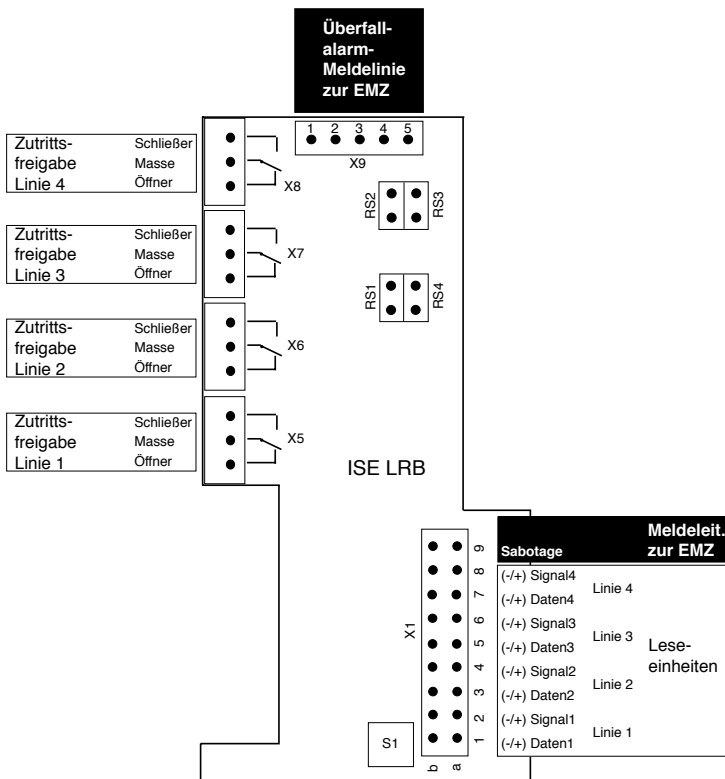 Überfall-
alarm-
Meldelinie
zur EMZ
1 2 3 4 5
X9
Zutritts-
freigabe
Linie 4
Schließer
Masse
Öffner
X8
RS2
RS3
Zutritts-
freigabe
Linie 3
Schließer
Masse
Öffner
X7
RS1
RS4
Zutritts-
freigabe
Linie 2
Schließer
Masse
Öffner
X6
Zutritts-
freigabe
Linie 1
Schließer
Masse
Öffner
X5
ISE LRB
Sabotage
Meldeleit.
zur EMZ
X1
9
8
7
6
5
4
3
2
1
b a
S1
(-/+) Signal4
(-/+) Daten4
Linie 4
(-/+) Signal3
(-/+) Daten3
Linie 3
(-/+) Signal2
(-/+) Daten2
Linie 2
(-/+) Signal1
(-/+) Daten1
Linie 1
Lese-
einheiten